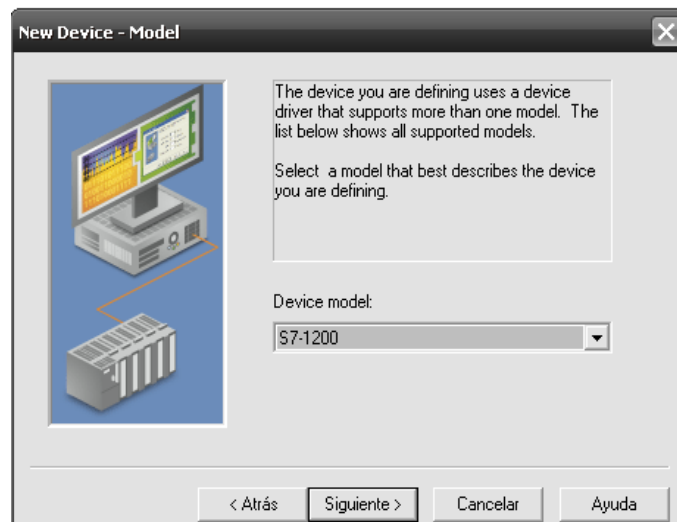 New Device - Model
The device you are defining uses a device
driver that supports more than one model. The
list below shows all supported models.
Select a model that best describes the device
you are defining.
Device model:
S7-1200
< Atrás
Siguiente >
Cancelar
Ayuda